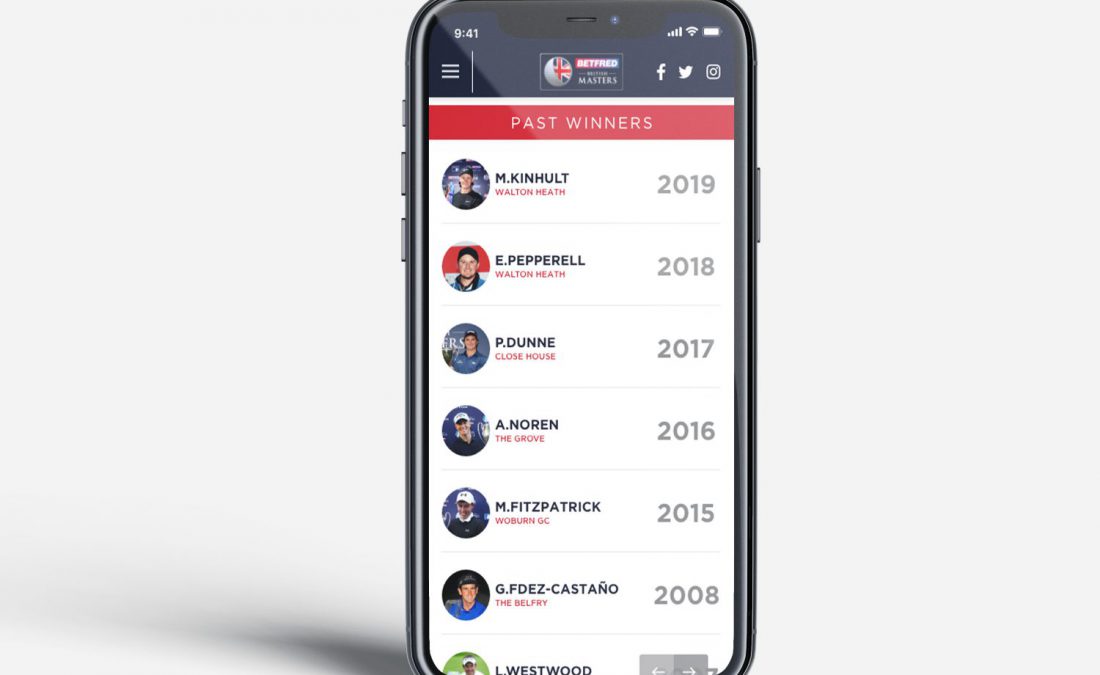 9:41
BETFRED
BRITISH
MASTERS
PAST WINNERS
M.KINHULT
WALTON HEATH
2019
E.PEPPERELL
WALTON HEATH
2018
P.DUNNE
CLOSE HOUSE
2017
A.NOREN
THE GROVE
2016
M.FITZPATRICK
WOBURN GC
2015
G.FDEZ-CASTAÑO
THE BELFRY
2008
L.WESTWOOD